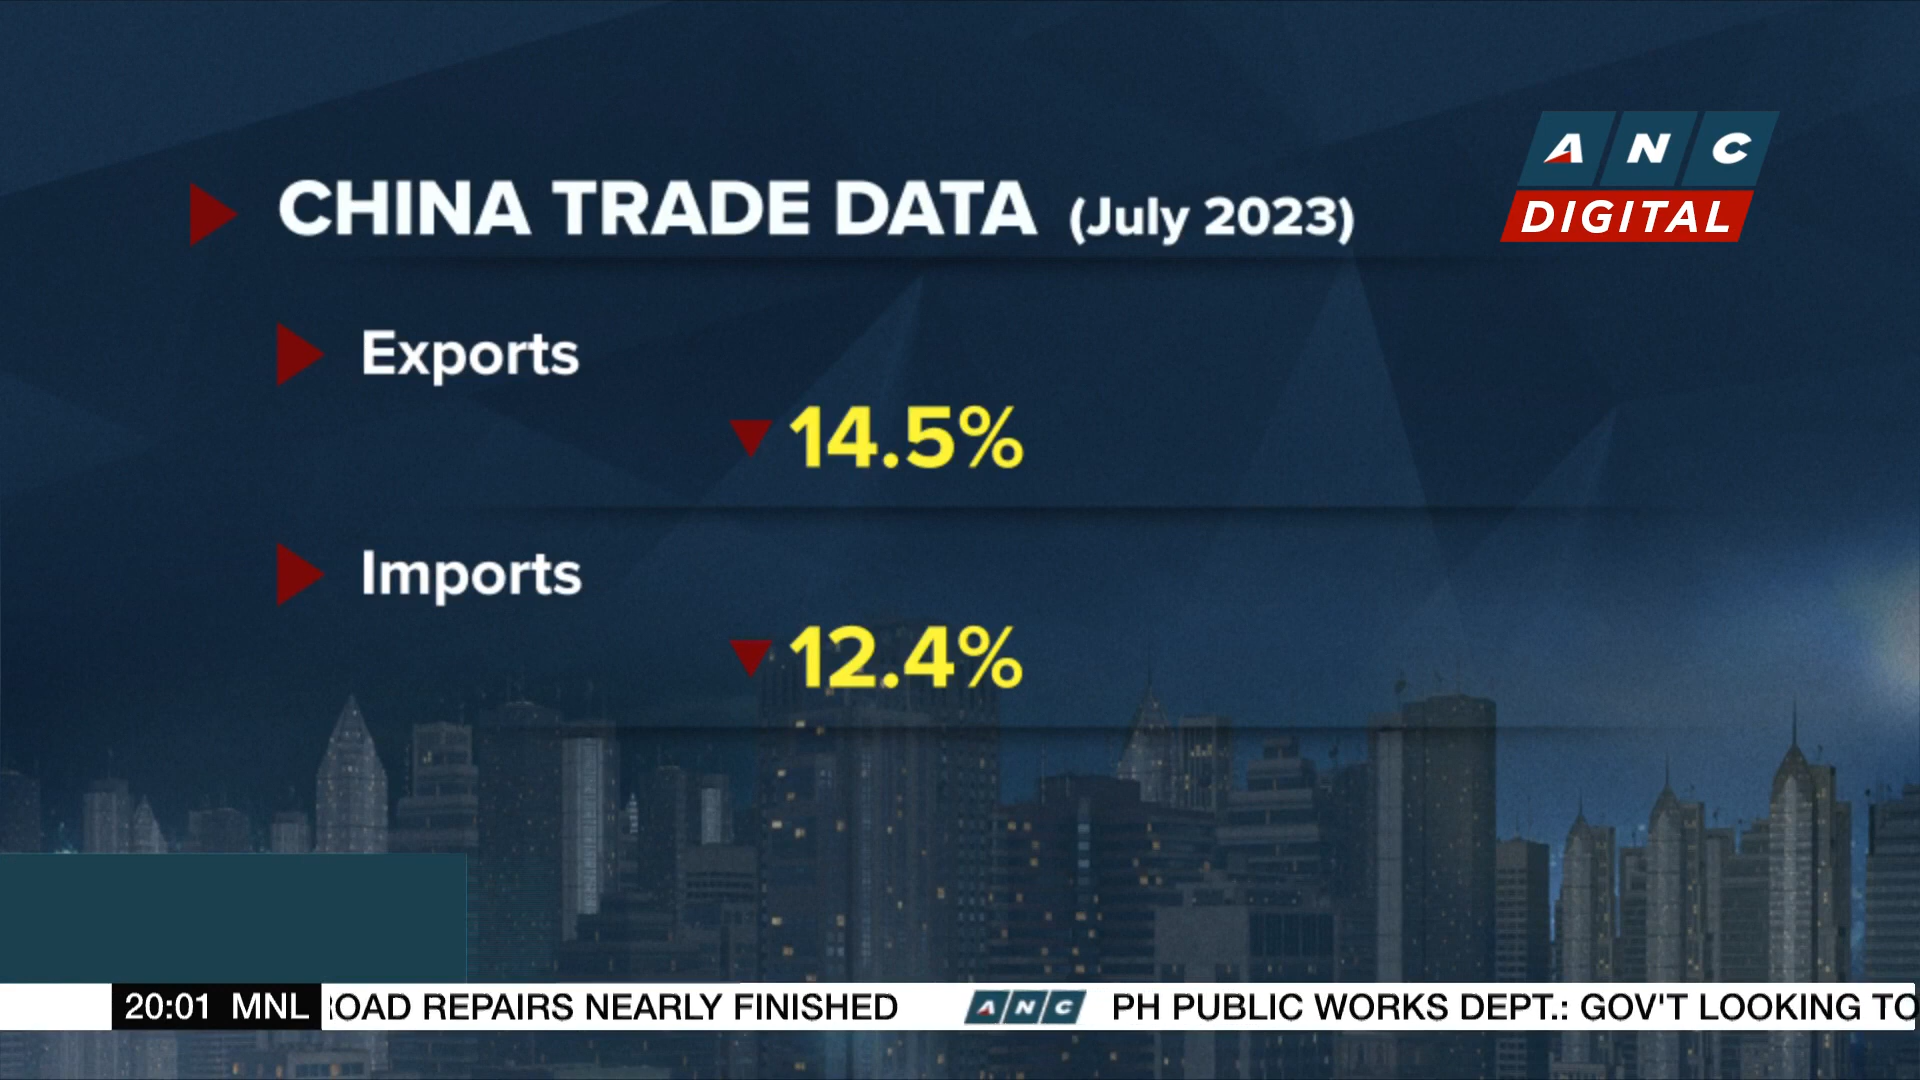 ANC
DIGITAL
CHINA TRADE DATA (July 2023)
Exports
14.5%
Imports
12.4%
20:01 MNL OAD REPAIRS NEARLY FINISHED ANC PH PUBLIC WORKS DEPT.: GOV'T LOOKING TO